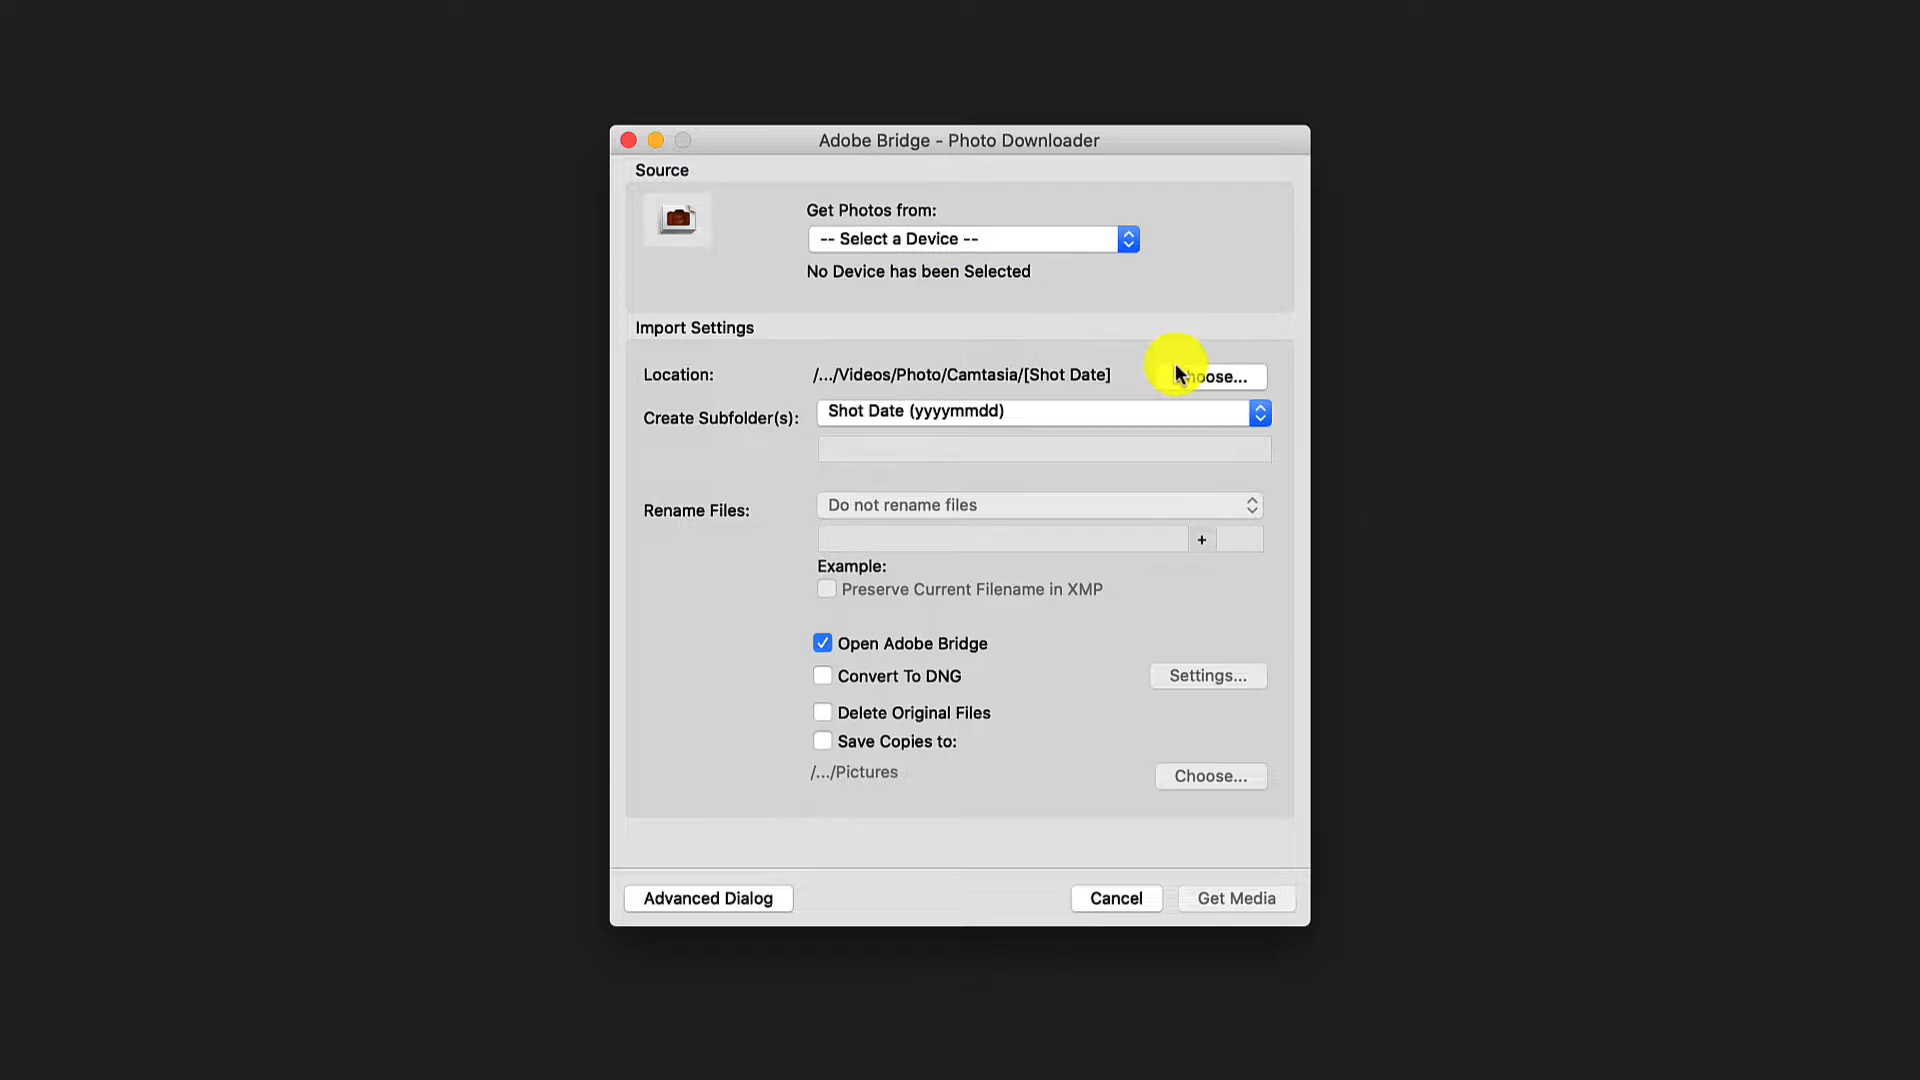 Adobe Bridge - Photo Downloader
Source
Get Photos from:
-- Select a Device --
No Device has been Selected
Import Settings
Location: /.../Videos/Photo/Camtasia/[Shot Date] Choose...
Create Subfolder(s): Shot Date (yyyymmdd)
Rename Files: Do not rename files
+
Example:
Preserve Current Filename in XMP
Open Adobe Bridge
Convert To DNG Settings...
Delete Original Files
Save Copies to:
/.../Pictures Choose...
Advanced Dialog Cancel Get Media